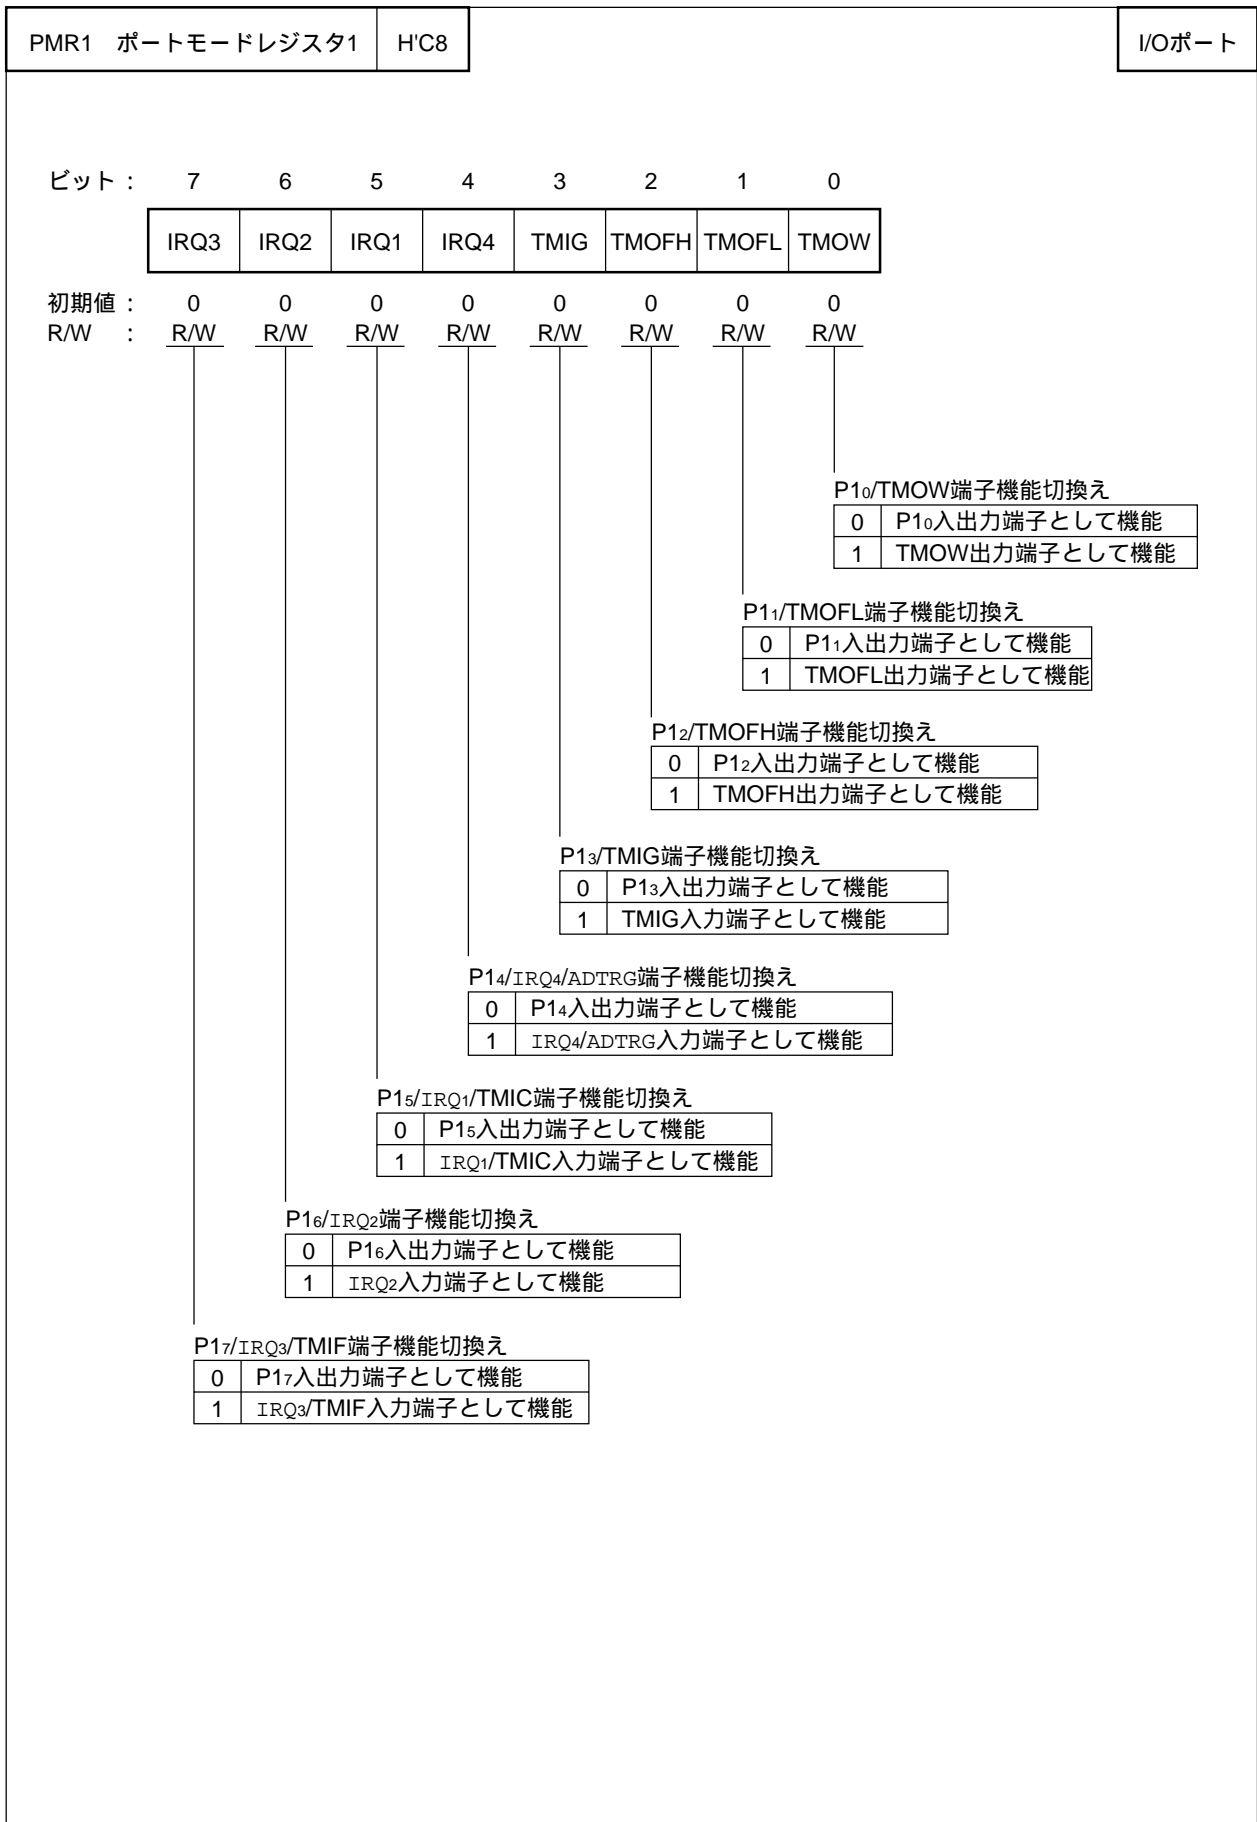 PMR1 ポートモードレジスタ1 H'C8 I/Oポート
ビット： 7 6 5 4 3 2 1 0
IRQ3 IRQ2 IRQ1 IRQ4 TMIG TMOFH TMOFL TMOW
初期値： 0 0 0 0 0 0 0 0
R/W ： R/W R/W R/W R/W R/W R/W R/W R/W
P10/TMOW端子機能切換え
0 P10入出力端子として機能
1 TMOW出力端子として機能
P11/TMOFL端子機能切換え
0 P11入出力端子として機能
1 TMOFL出力端子として機能
P12/TMOFH端子機能切換え
0 P12入出力端子として機能
1 TMOFH出力端子として機能
P13/TMIG端子機能切換え
0 P13入出力端子として機能
1 TMIG入力端子として機能
P14/IRQ4/ADTRG端子機能切換え
0 P14入出力端子として機能
1 IRQ4/ADTRG入力端子として機能
P15/IRQ1/TMIC端子機能切換え
0 P15入出力端子として機能
1 IRQ1/TMIC入力端子として機能
P16/IRQ2端子機能切換え
0 P16入出力端子として機能
1 IRQ2入力端子として機能
P17/IRQ3/TMIF端子機能切換え
0 P17入出力端子として機能
1 IRQ3/TMIF入力端子として機能